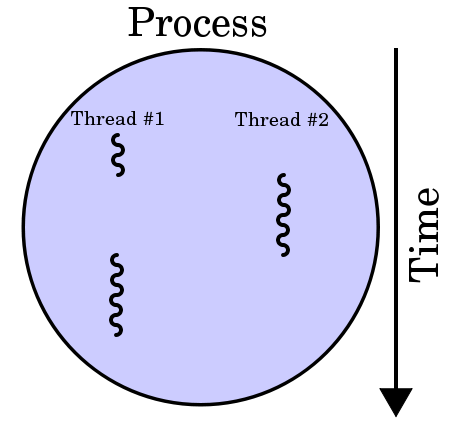 Process
Thread #1
Thread #2
Time